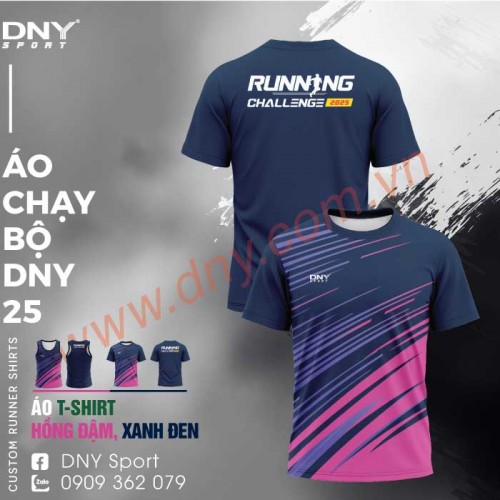 DNY
SPORT
RUNNING
CHALLENGE 2025
ÁO
CHẠY
BỘ
DNY
25
DNY
SPORT
www.dny.com.vn
CUSTOM RUNNER SHIRTS
ÁO T-SHIRT
HỒNG ĐẬM, XANH ĐEN
DNY Sport
Zalo 0909 362 079